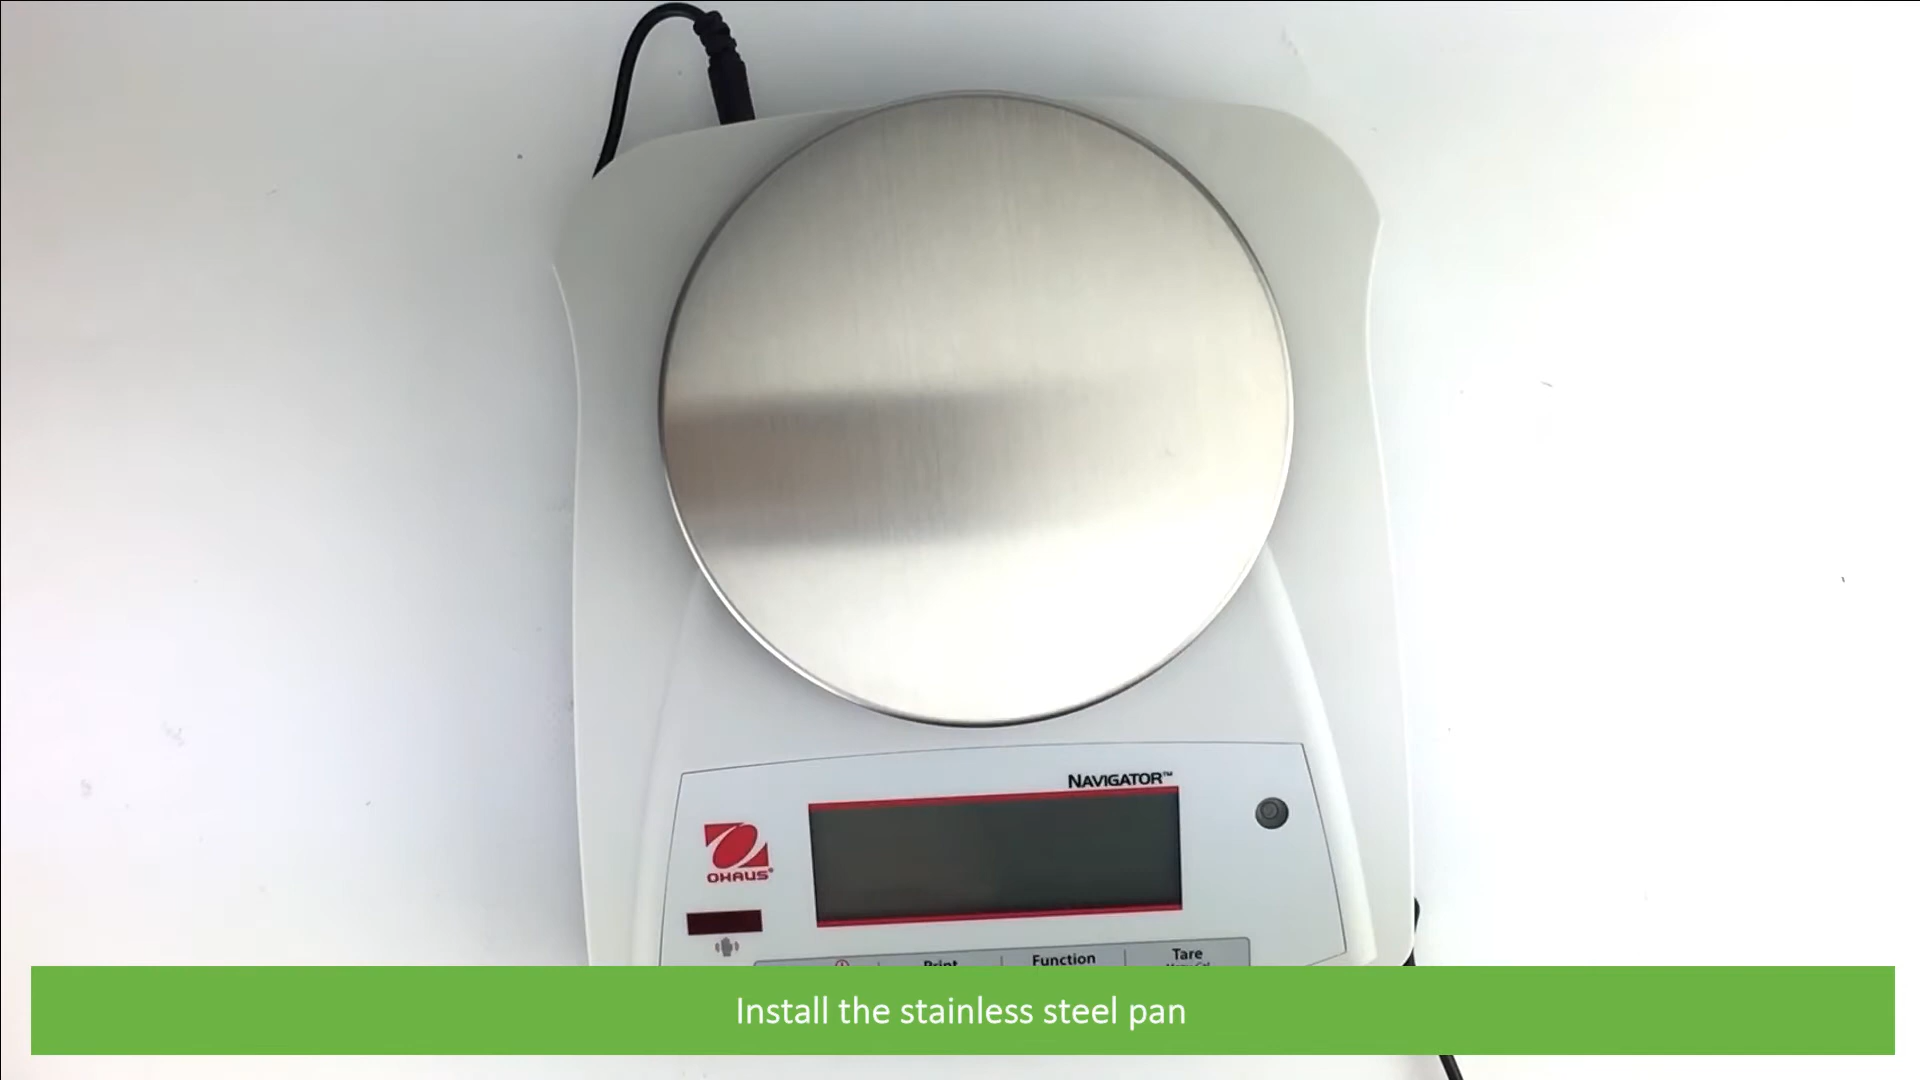 NAVIGATOR™
OHAUS®
Print
Function
Tare
Install the stainless steel pan